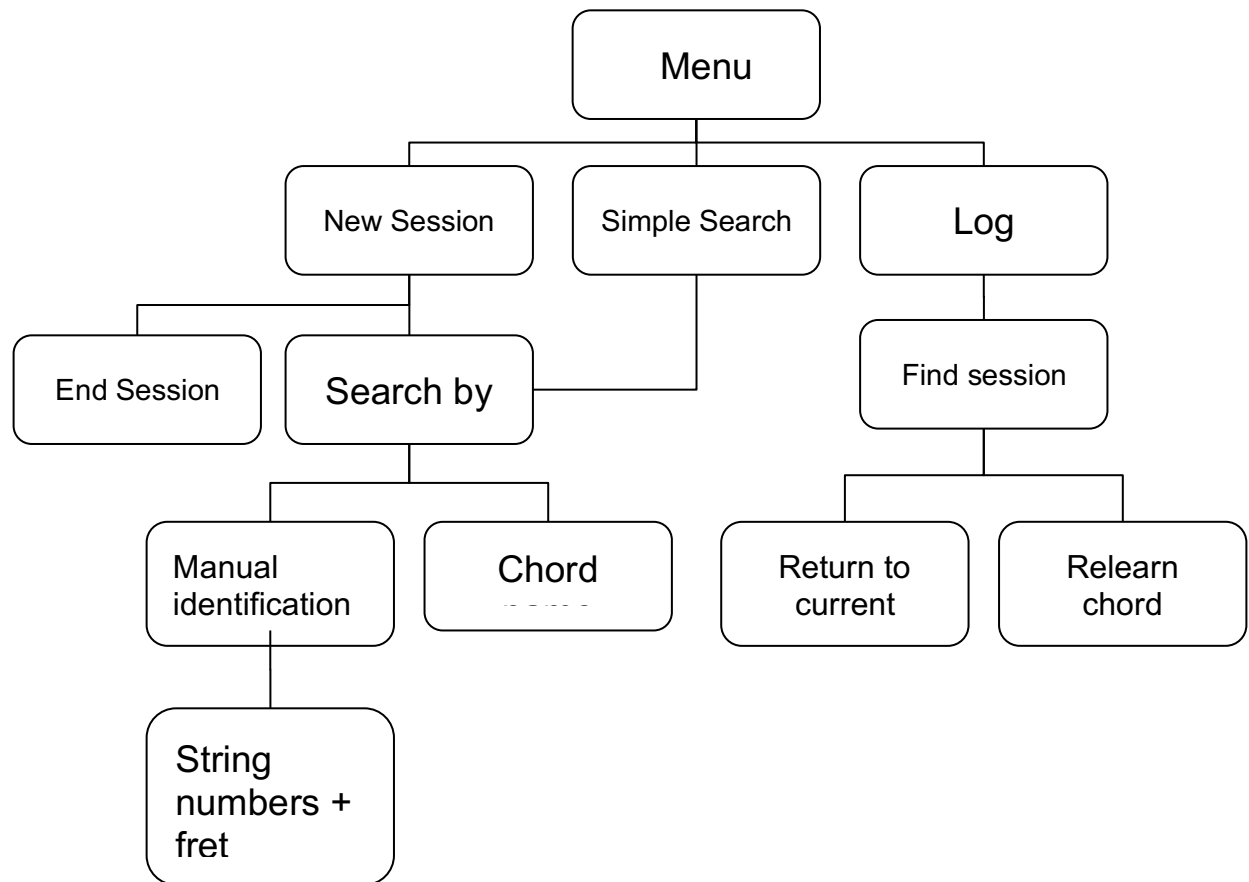 Menu
New Session
Simple Search
Log
End Session
Search by
Find session
Manual
identification
Chord
Return to
current
Relearn
chord
String
numbers +
fret